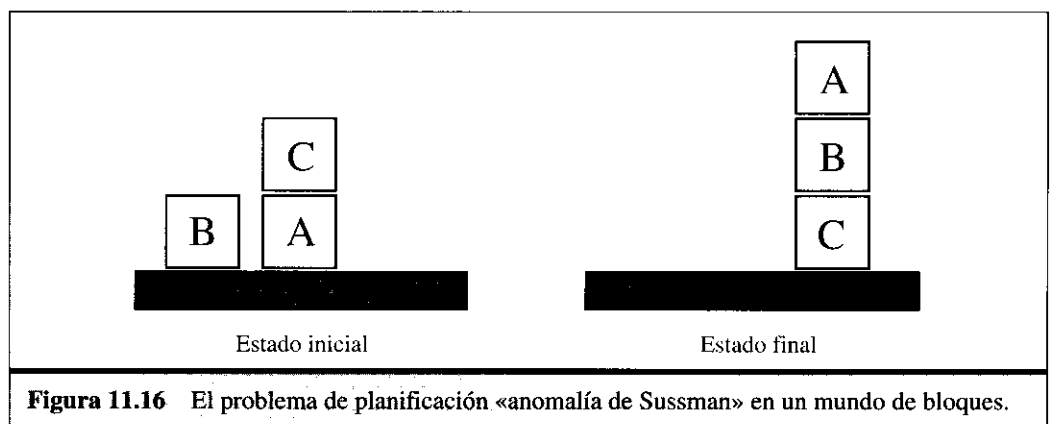 A
C
B
B
A
C
Estado inicial
Estado final
Figura 11.16 El problema de planificación «anomalía de Sussman» en un mundo de bloques.